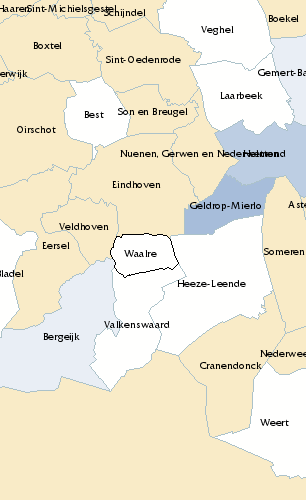 Haaren
Sint-Michielsgestel
Schijndel
Boekel
Veghel
Boxtel
Sint-Oedenrode
erwijk
Gemert-Ba
Laarbeek
Best
Son en Breugel
Oirschot
Nuenen, Gerwen en Nederwetten
Helmond
Eindhoven
Geldrop-Mierlo
Aste
Veldhoven
Eersel
Waalre
Someren
Bladel
Heeze-Leende
Valkenswaard
Bergeijk
Nederwee
Cranendonck
Weert